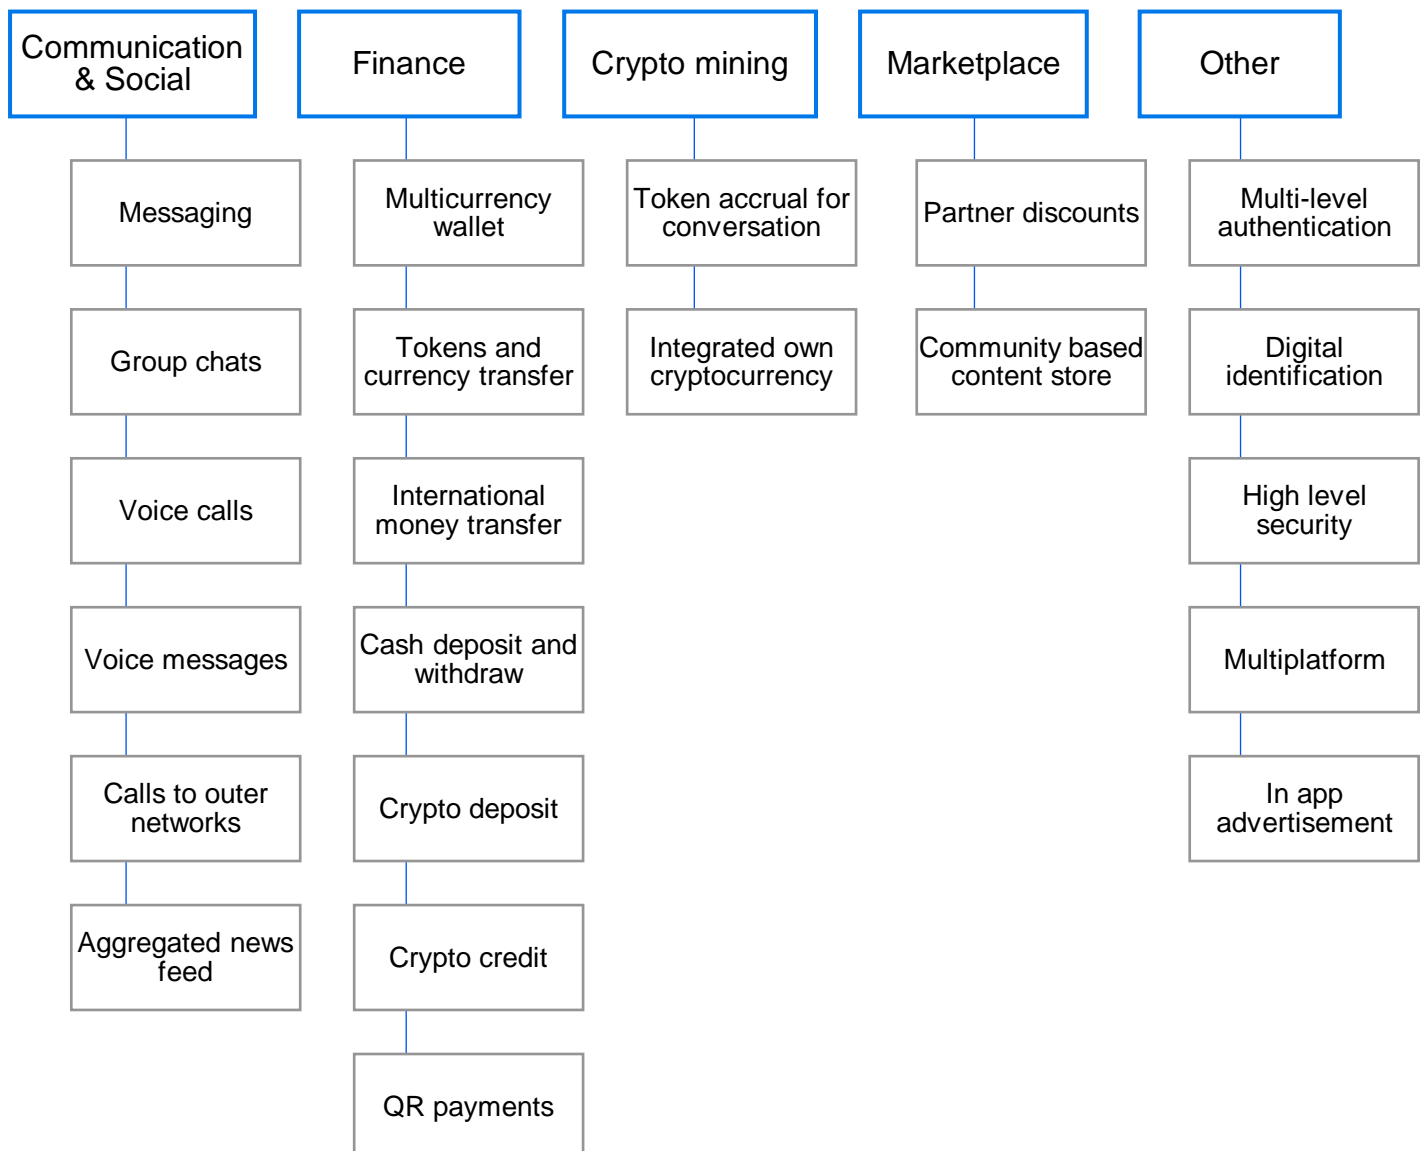 Communication
& Social
Finance
Crypto mining
Marketplace
Other
Messaging
Multicurrency
wallet
Token accrual for
conversation
Partner discounts
Multi-level
authentication
Group chats
Tokens and
currency transfer
Integrated own
cryptocurrency
Community based
content store
Digital
identification
Voice calls
International
money transfer
High level
security
Voice messages
Cash deposit and
withdraw
Multiplatform
Calls to outer
networks
Crypto deposit
In app
advertisement
Aggregated news
feed
Crypto credit
QR payments